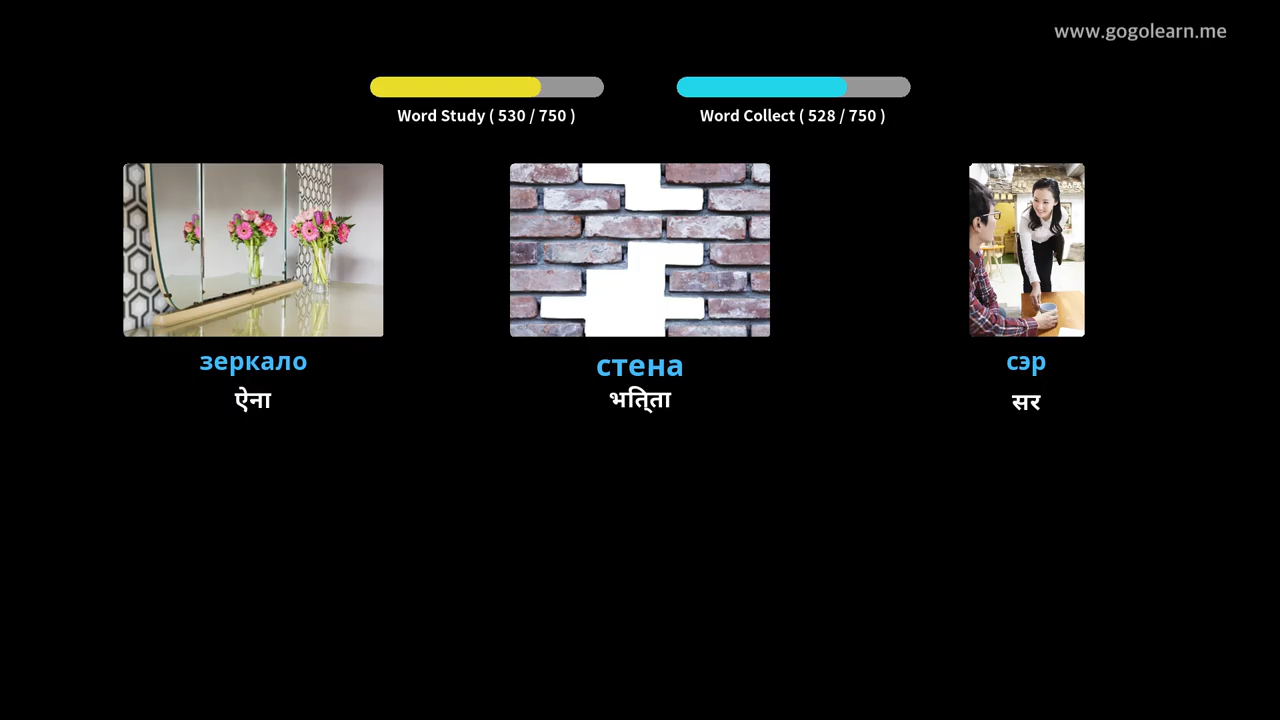 www.gogolearn.me
Word Study ( 530 / 750 )
Word Collect ( 528 / 750 )
зеркало
стена
сэр
ऐना
भित्ता
सर